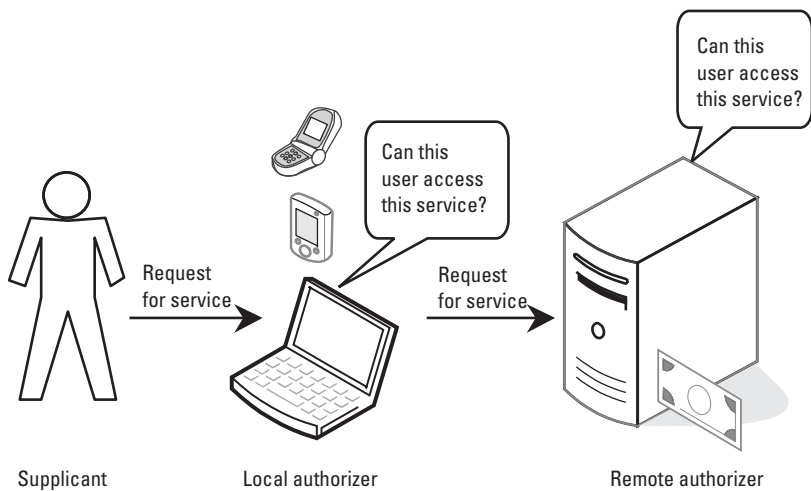 Can this
user access
this service?
Can this
user access
this service?
Request
for service
Request
for service
Supplicant
Local authorizer
Remote authorizer